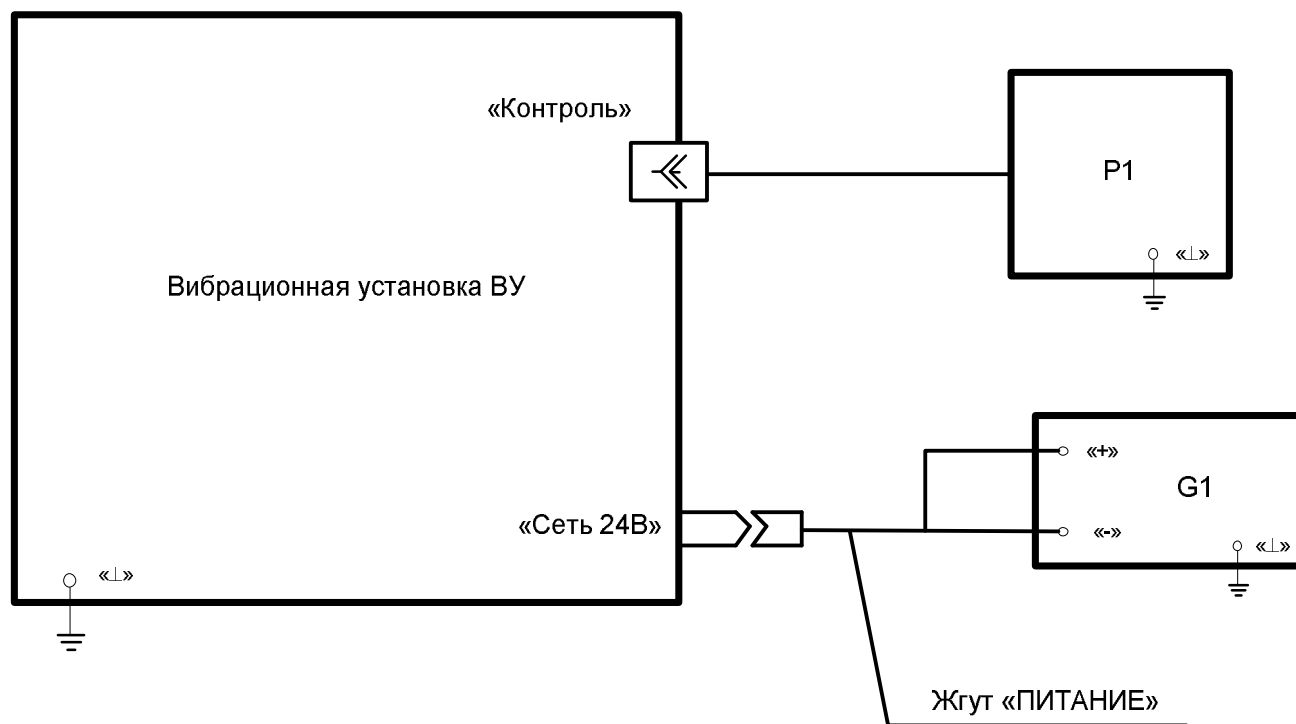 «Контроль»
P1
«⊥»
Вибрационная установка ВУ
«+»
G1
«Сеть 24В»
«-»
«⊥»
«⊥»
Жгут «ПИТАНИЕ»